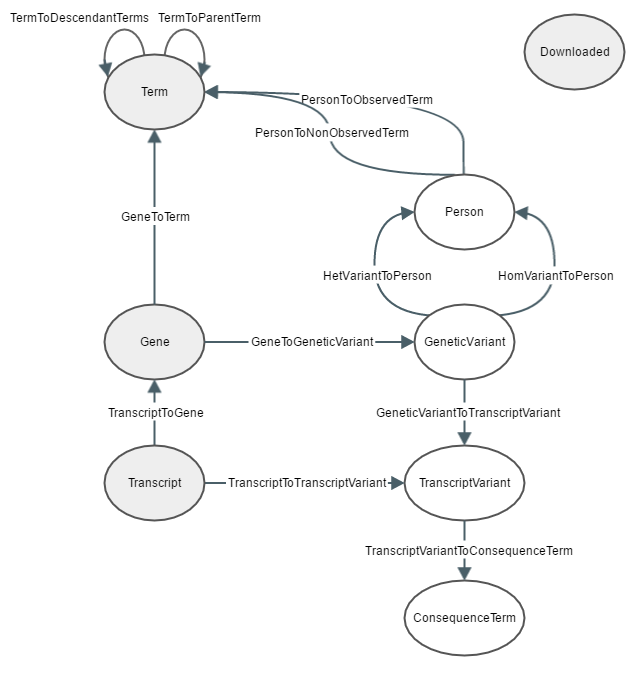 TermToDescendantTerms
TermToParentTerm
Downloaded
Term
PersonToObservedTerm
PersonToNonObservedTerm
GeneToTerm
Person
HetVariantToPerson
HomVariantToPerson
Gene
GeneToGeneticVariant
GeneticVariant
TranscriptToGene
GeneticVariantToTranscriptVariant
Transcript
TranscriptToTranscriptVariant
TranscriptVariant
TranscriptVariantToConsequenceTerm
ConsequenceTerm